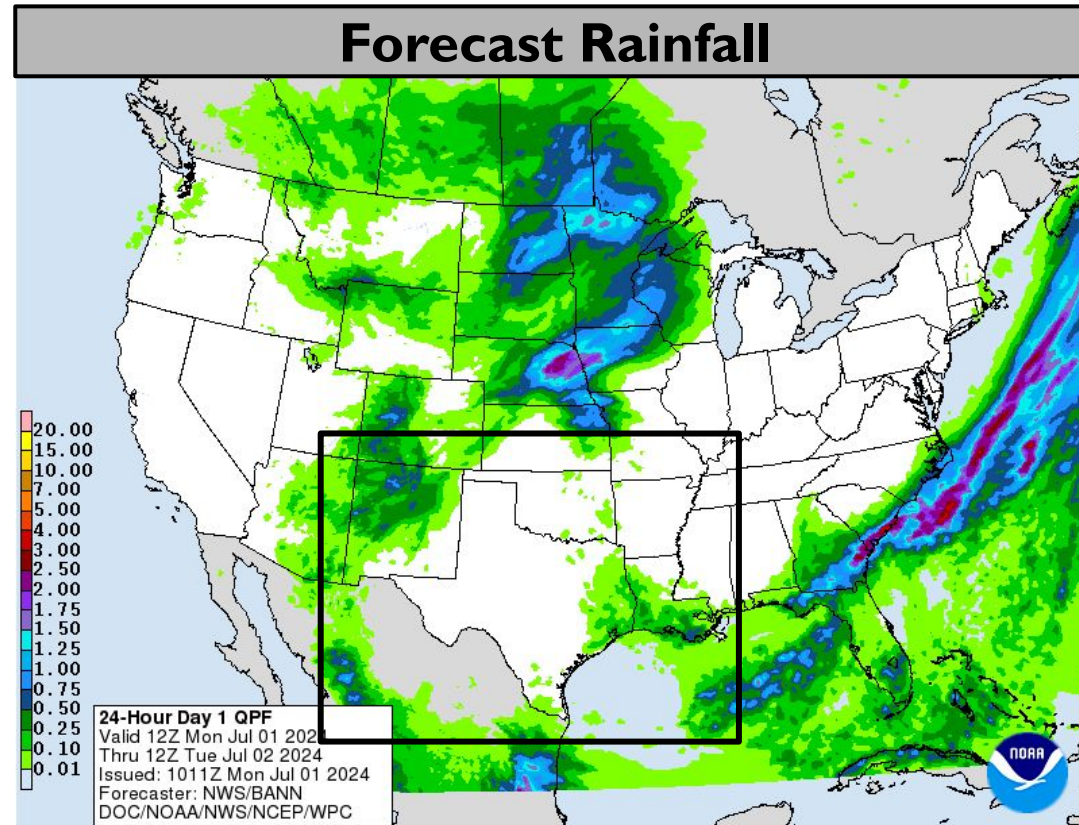 Forecast Rainfall
20.00
15.00
10.00
7.00
5.00
4.00
3.00
2.50
2.00
1.75
1.50
1.25
1.00
0.75
0.50
0.25
0.10
0.01
24-Hour Day 1 QPF
Valid 12Z Mon Jul 01 2024
Thru 12Z Tue Jul 02 2024
Issued: 1011Z Mon Jul 01 2024
Forecaster: NWS/BANN
DOC/NOAA/NWS/NCEP/WPC
NOAA